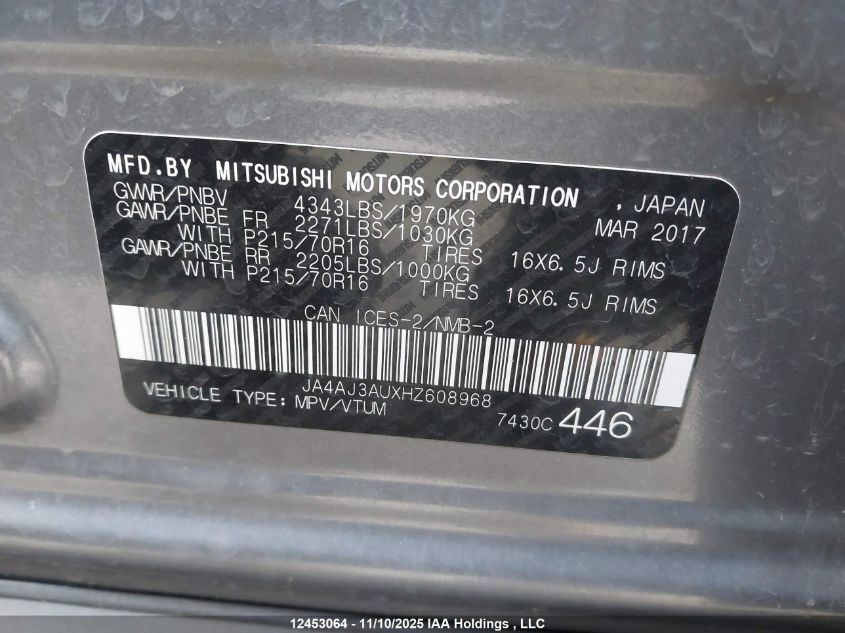 MFD.BY MITSUBISHI MOTORS CORPORATION , JAPAN
GVWR/PNBV 4343LBS/1970KG MAR 2017
GAWR/PNBE FR 2271LBS/1030KG
WITH P215/70R16 TIRES 16X6.5J RIMS
GAWR/PNBE RR 2205LBS/1000KG
WITH P215/70R16 TIRES 16X6.5J RIMS
CAN ICES-2/NMB-2
JA4AJ3AUXHZ608968
VEHICLE TYPE: MPV/VTUM
7430C 446
12453064 - 11/10/2025 IAA Holdings , LLC